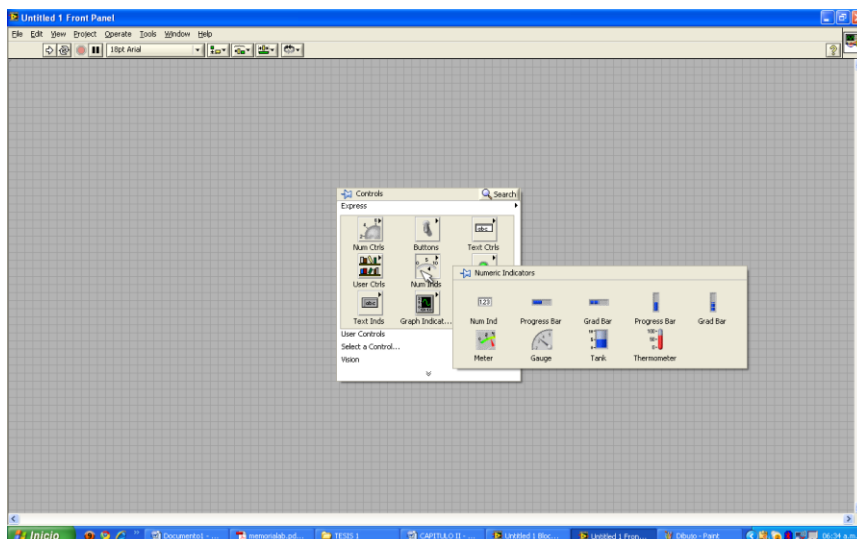 Untitled 1 Front Panel
File Edit View Project Operate Tools Window Help
18pt Arial
Controls Search
Express
Num Ctrls Buttons Text Ctrls
User Ctrls Num Inds
Text Inds Graph Indicat...
User Controls
Select a Control...
Vision
Numeric Indicators
1.23
Num Ind Progress Bar Grad Bar Progress Bar Grad Bar
Meter Gauge Tank Thermometer
Inicio Documento1 - ... memorialab.pd... TESIS I CAPITULO II - ... Untitled 1 Bloc... Untitled 1 Fron... Dibujo - Paint 06:34 a.m.